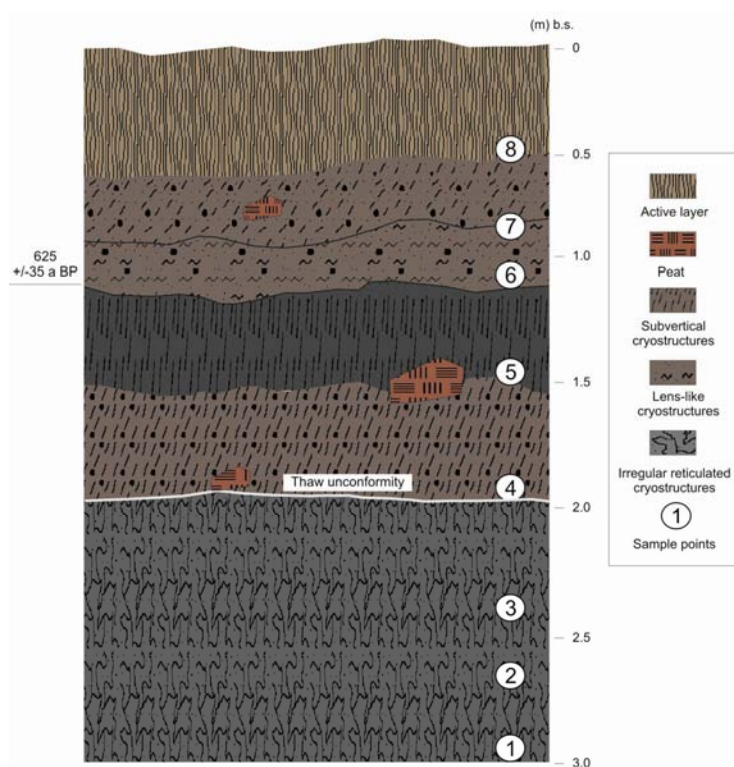 (m) b.s.
0
8
0.5
7
625
+/-35 a BP
1.0
6
5
1.5
Thaw unconformity
4
2.0
3
2.5
2
1
3.0
Active layer
Peat
Subvertical
cryostructures
Lens-like
cryostructures
Irregular reticulated
cryostructures
1
Sample points